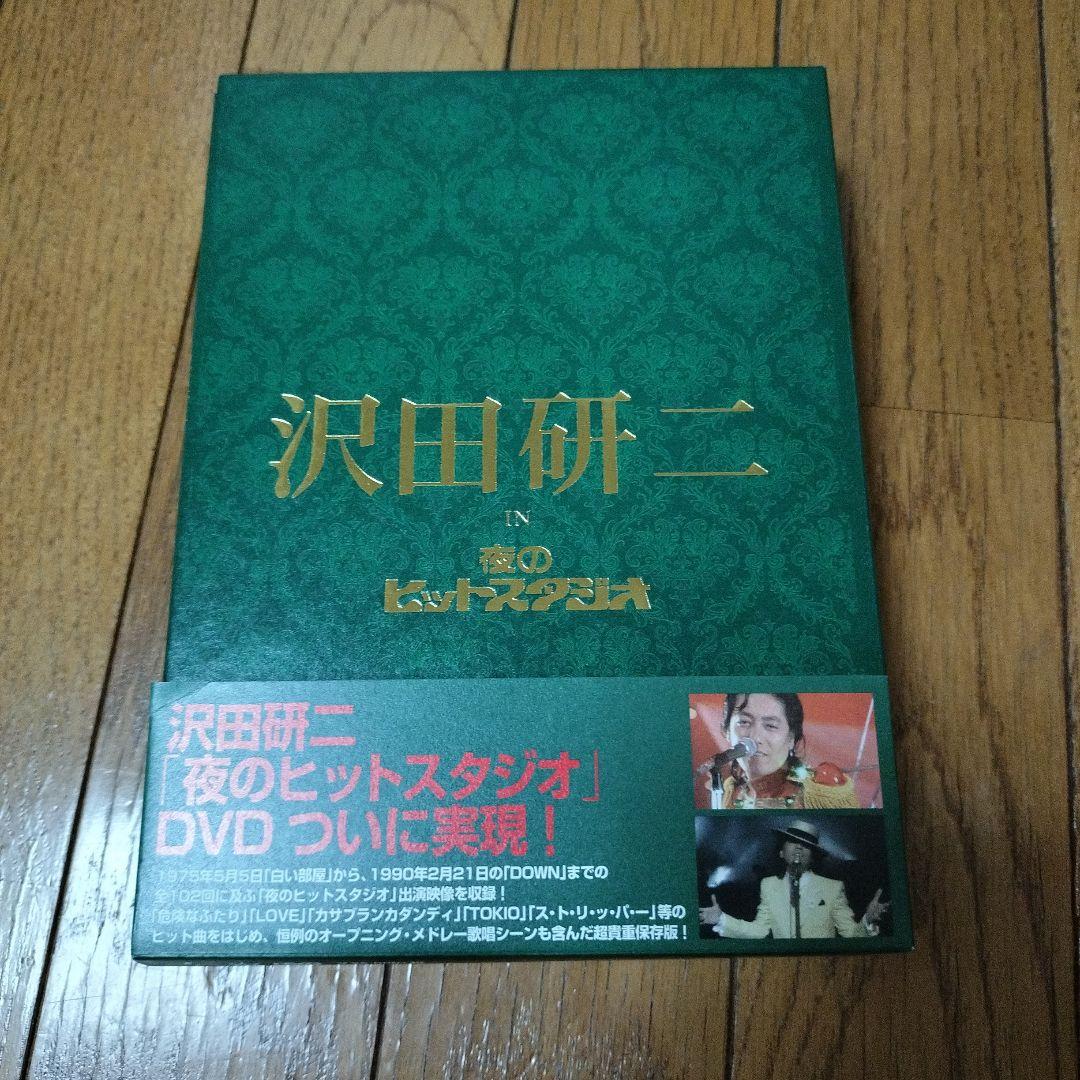 沢田研二
IN
夜の
ヒットスタジオ
沢田研二
「夜のヒットスタジオ」
DVD ついに実現！
1975年5月5日「白い部屋」から、1990年2月21日の「DOWN」までの
全102回に及ぶ「夜のヒットスタジオ」出演映像を収録！
「危険なふたり」「LOVE」「カサブランカダンディ」「TOKIO」「ス・ト・リ・ッ・パ・ー」等の
ヒット曲をはじめ、恒例のオープニング・メドレー歌唱シーンも含んだ超貴重保存版！